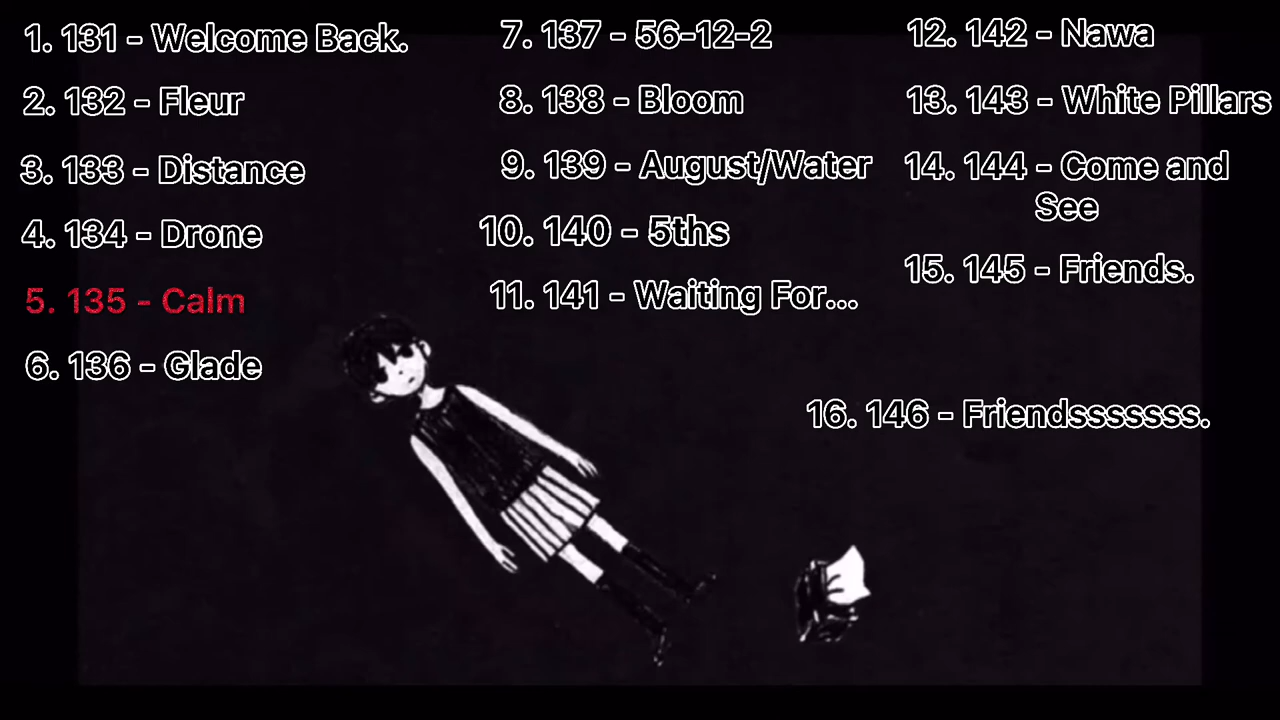 1. 131 - Welcome Back.
2. 132 - Fleur
3. 133 - Distance
4. 134 - Drone
5. 135 - Calm
6. 136 - Glade
7. 137 - 56-12-2
8. 138 - Bloom
9. 139 - August/Water
10. 140 - 5ths
11. 141 - Waiting For...
12. 142 - Nawa
13. 143 - White Pillars
14. 144 - Come and
See
15. 145 - Friends.
16. 146 - Friendsssssss.